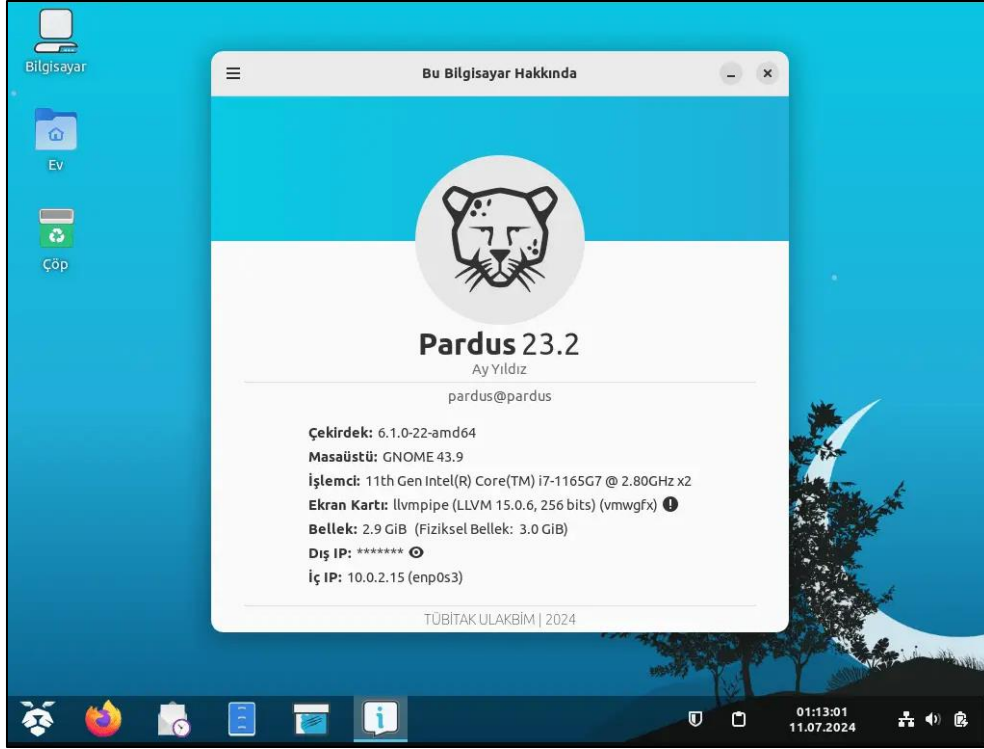 Bilgisayar
Ev
Çöp
Bu Bilgisayar Hakkında
Pardus 23.2
Ay Yıldız
pardus@pardus
Çekirdek: 6.1.0-22-amd64
Masaüstü: GNOME 43.9
İşlemci: 11th Gen Intel(R) Core(TM) i7-1165G7 @ 2.80GHz x2
Ekran Kartı: llvmpipe (LLVM 15.0.6, 256 bits) (vmwgfx)
Bellek: 2.9 GiB (Fiziksel Bellek: 3.0 GiB)
Dış IP: *******
İç IP: 10.0.2.15 (enp0s3)
TÜBİTAK ULAKBİM | 2024
01:13:01
11.07.2024